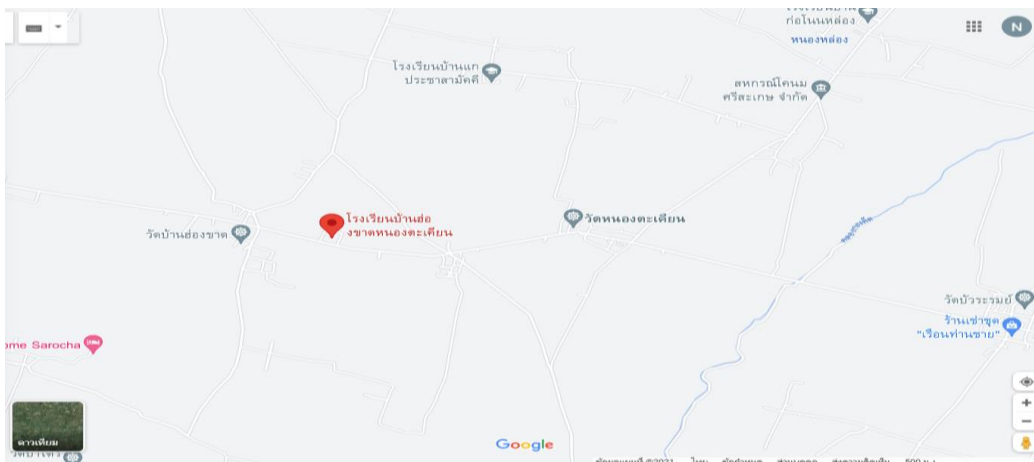 ก่อโนนหล่อง
หนองหล่อง
N
โรงเรียนบ้านแก
ประชาสามัคคี
สหกรณ์โคนม
ศรีสะเกษ จำกัด
โรงเรียนบ้านฮ่อ
งขาดหนองตะเคียน
วัดหนองตะเคียน
วัดบ้านฮ่องขาด
วัดบัวระรมย์
ร้านเช่าชุด
"เรือนท่านชาย"
ome Sarocha
ดาวเทียม
Google